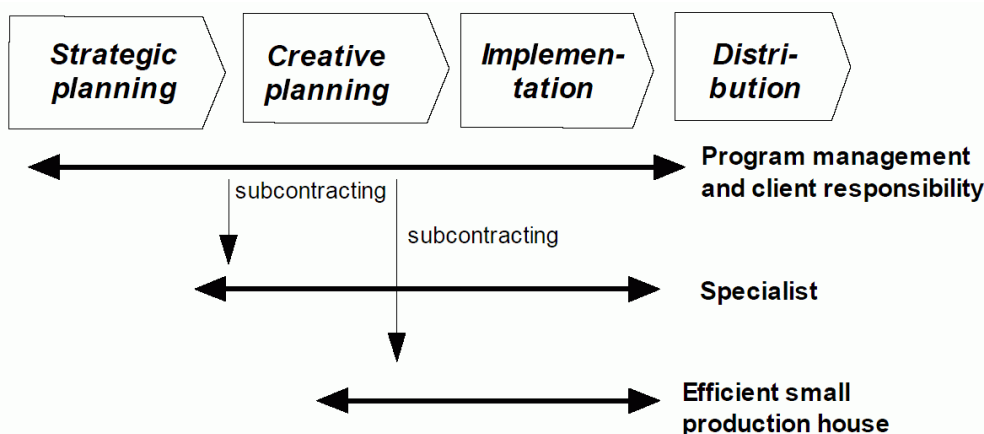 Strategic
planning
Creative
planning
Implemen-
tation
Distri-
bution
Program management
and client responsibility
subcontracting
subcontracting
Specialist
Efficient small
production house